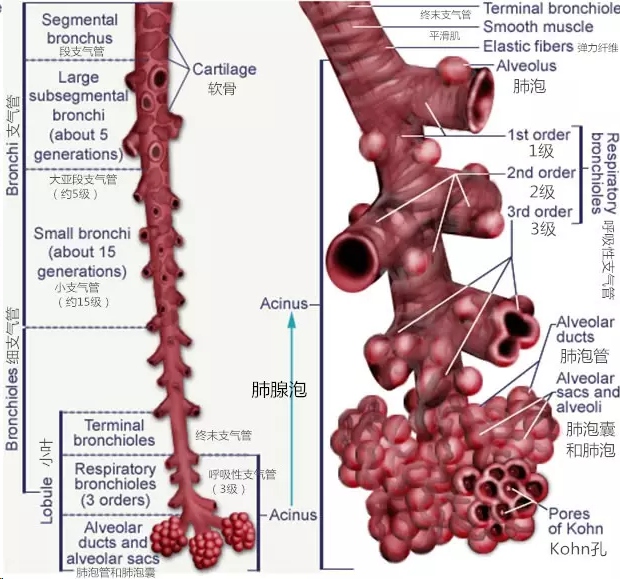 Segmental
bronchus
段支气管
Large
subsegmental
bronchi
(about 5
generations)
大亚段支气管
(约5级)
Small bronchi
(about 15
generations)
小支气管
(约15级)
Bronchi 支气管
Bronchioles 细支气管
Lobule 小叶
Terminal
bronchioles
终末支气管
Respiratory
bronchioles
(3 orders)
呼吸性支气管
(3级)
Alveolar
ducts and
alveolar sacs
肺泡管和肺泡囊
Cartilage
软骨
Acinus
肺腺泡
Acinus
终末支气管
Terminal bronchiole
Smooth muscle
平滑肌
Elastic fibers 弹力纤维
Alveolus
肺泡
1st order
1级
2nd order
2级
3rd order
3级
Respiratory
bronchioles
呼吸性支气管
Alveolar
ducts
肺泡管
Alveolar
sacs and
alveoli
肺泡囊
和肺泡
Pores
of Kohn
Kohn孔